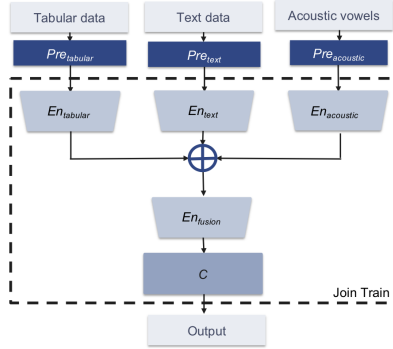 Tabular data
Text data
Acoustic vowels
Pre_tabular
Pre_text
Pre_acoustic
En_tabular
En_text
En_acoustic
En_fusion
C
Join Train
Output